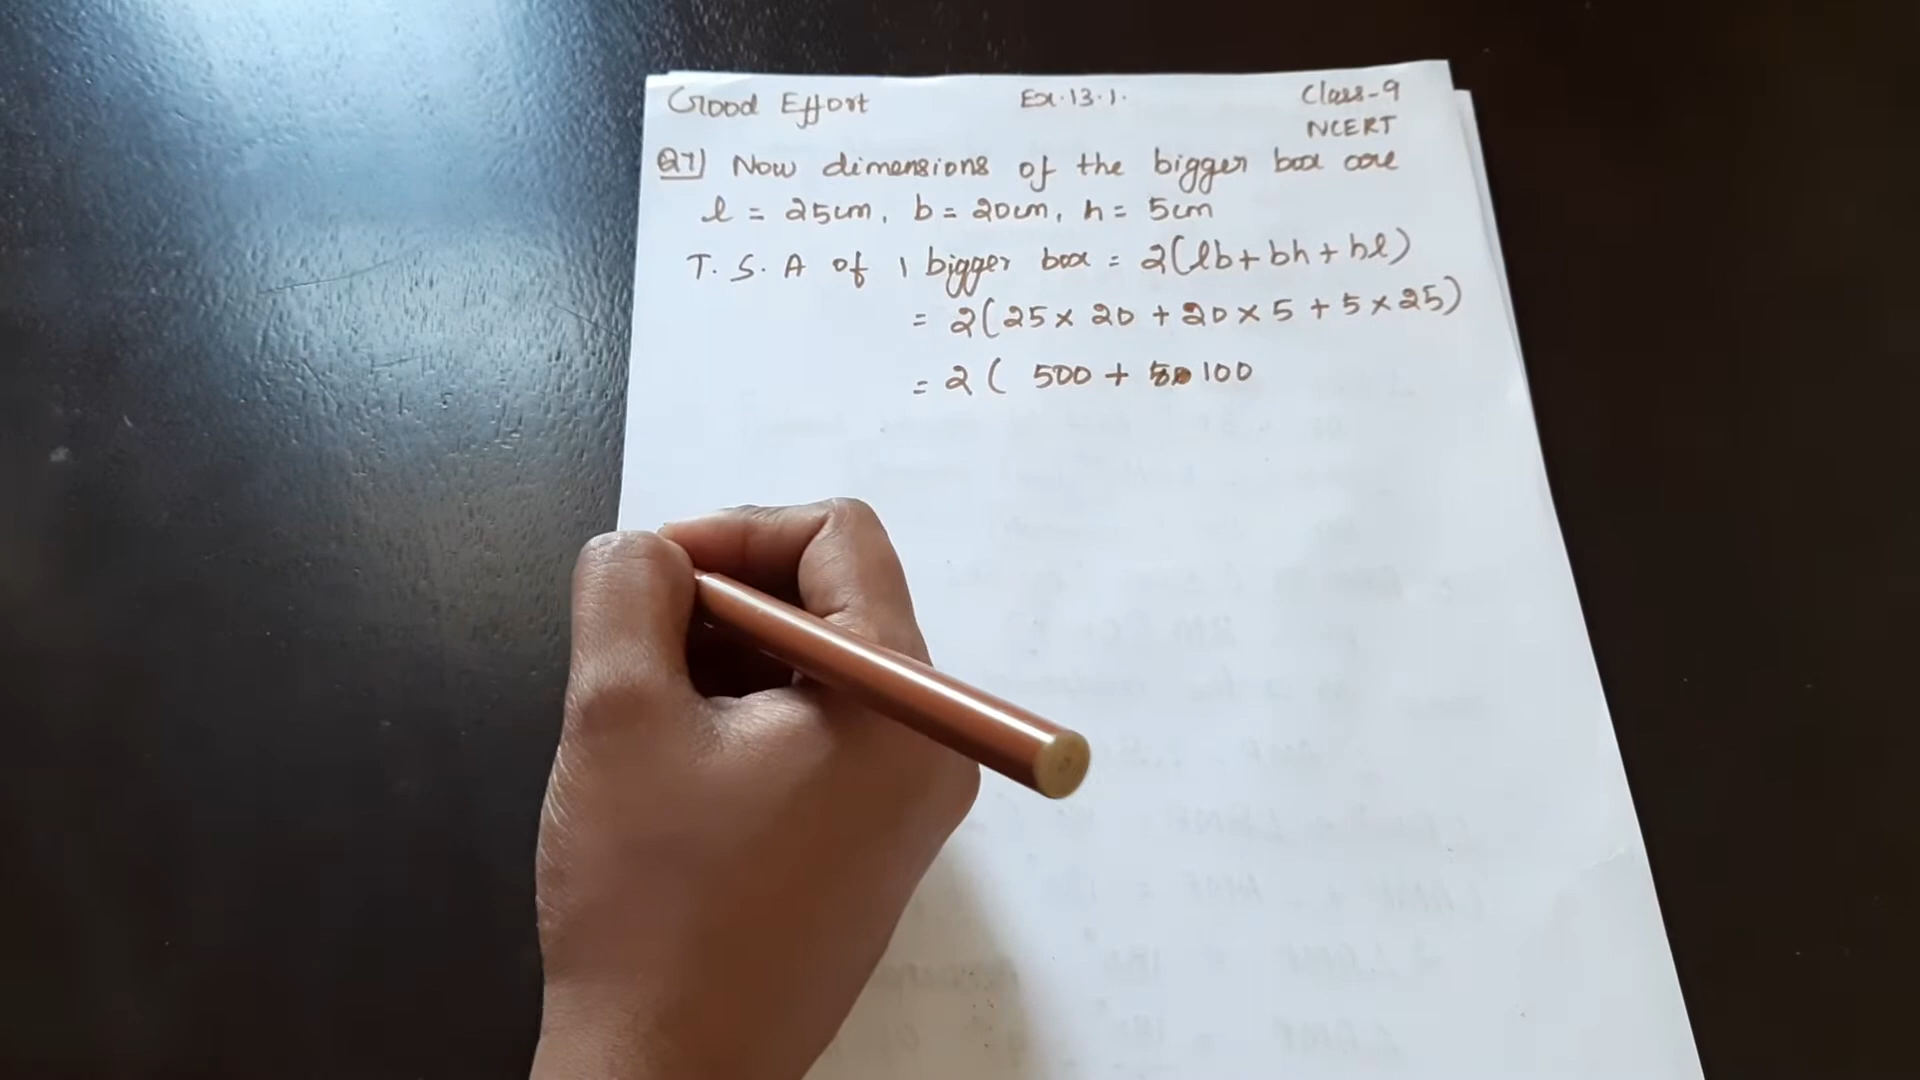 Good Effort Ex. 13.1. Class-9
NCERT
Q7) Now dimensions of the bigger box are
l = 25cm, b = 20cm, h = 5cm
T. S. A of 1 bigger box = 2(lb + bh + hl)
= 2(25 × 20 + 20 × 5 + 5 × 25)
= 2( 500 + 100